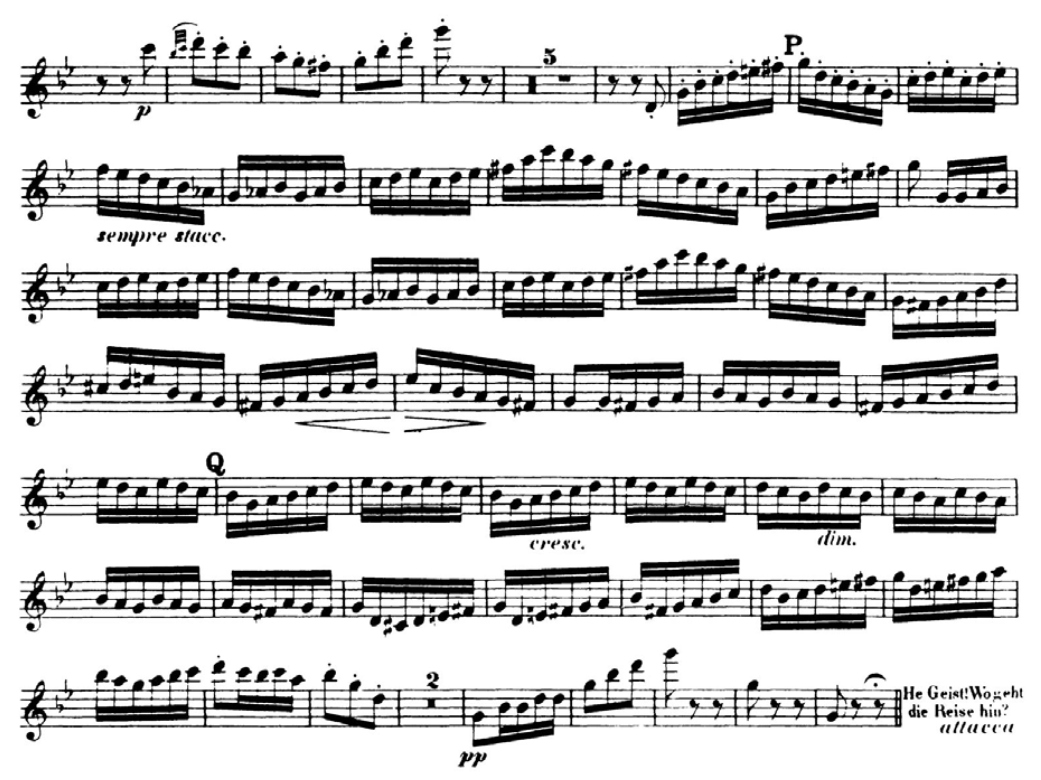 P.
5
p
sempre stacc.
Q
cresc.
dim.
2
He Geist! Wo geht
die Reise hin?
attacca
pp